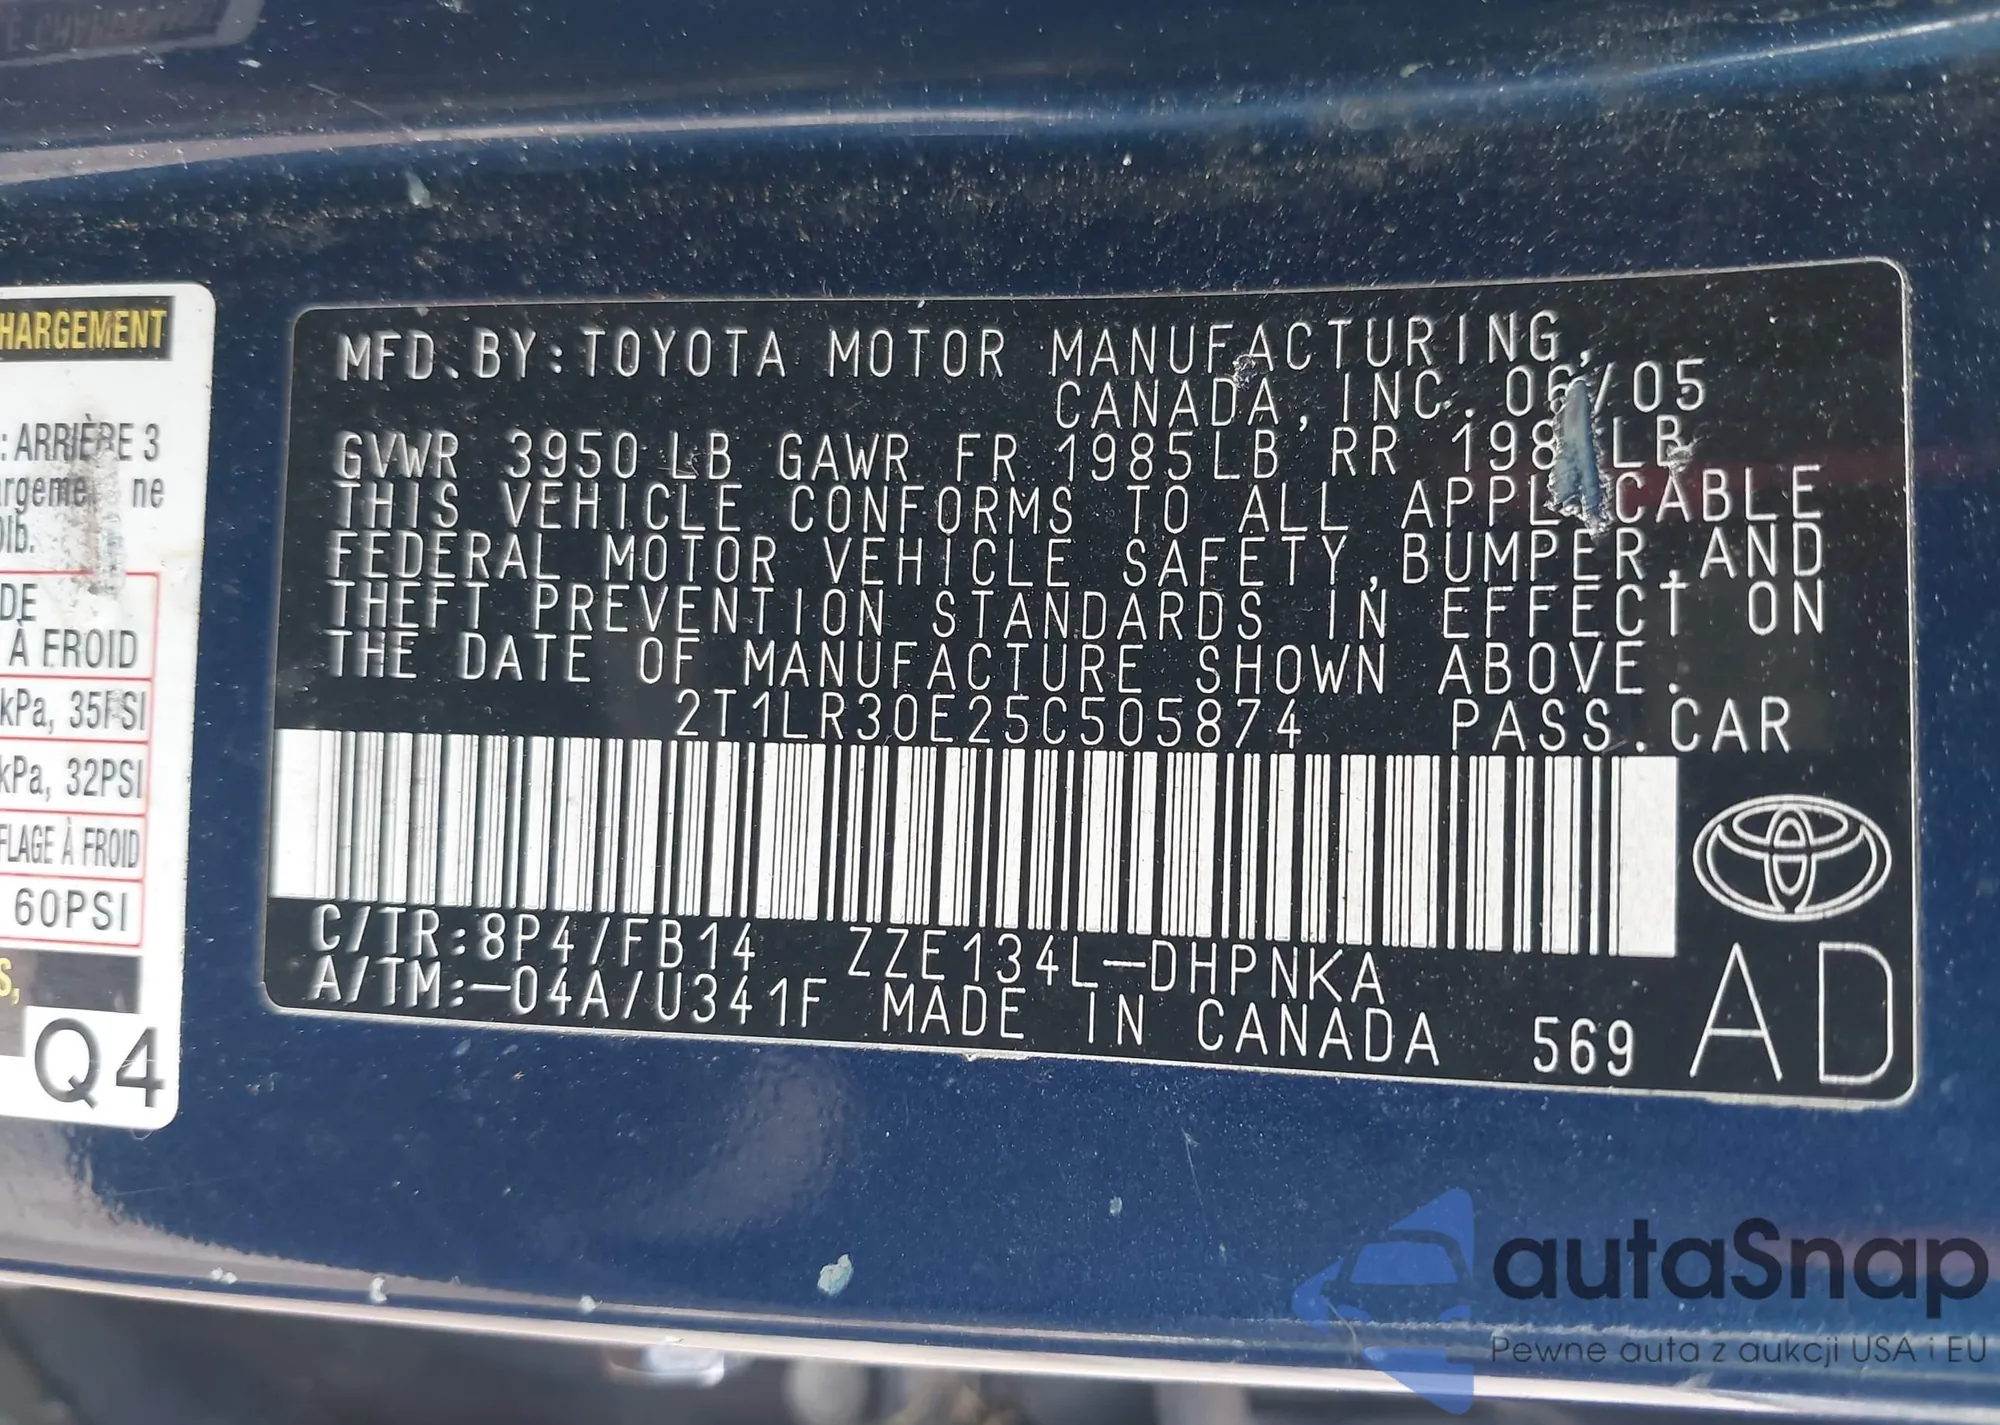 HARGEMENT
: ARRIÈRE 3
ne
DE
À FROID
kPa, 35PSI
kPa, 32PSI
FLAGE À FROID
60PSI
S,
Q4
MFD.BY:TOYOTA MOTOR MANUFACTURING,
CANADA, INC. 06/05
GVWR 3950 LB GAWR FR 1985LB RR LB
THIS VEHICLE CONFORMS TO ALL APPLICABLE
FEDERAL MOTOR VEHICLE SAFETY,BUMPER,AND
THEFT PREVENTION STANDARDS IN EFFECT ON
THE DATE OF MANUFACTURE SHOWN ABOVE.
2T1LR30E25C505874 PASS.CAR
C/TR:8P4/FB14 ZZE134L-DHPNKA
A/TM:-04A/U341F MADE IN CANADA 569
AD
autaSnap
Pewne auta z aukcji USA i EU